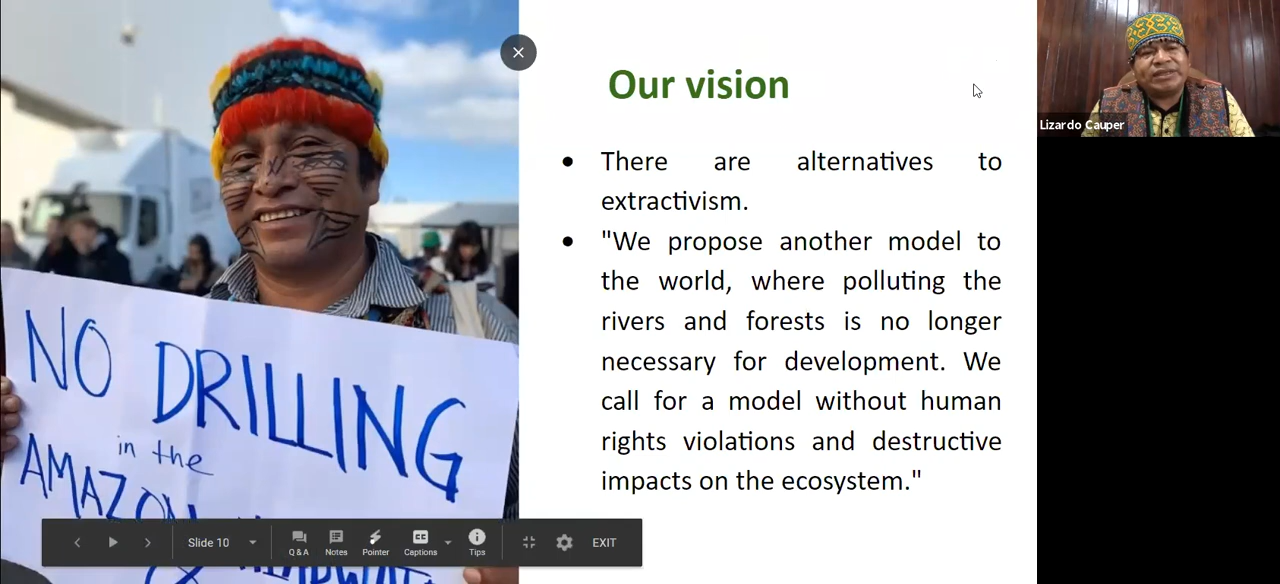 NO DRILLING
in the
AMAZON
Our vision
• There are alternatives to
extractivism.
• "We propose another model to
the world, where polluting the
rivers and forests is no longer
necessary for development. We
call for a model without human
rights violations and destructive
impacts on the ecosystem."
Lizardo Cauper
Slide 10
Q & A
Notes
Pointer
CC
Captions
Tips
EXIT